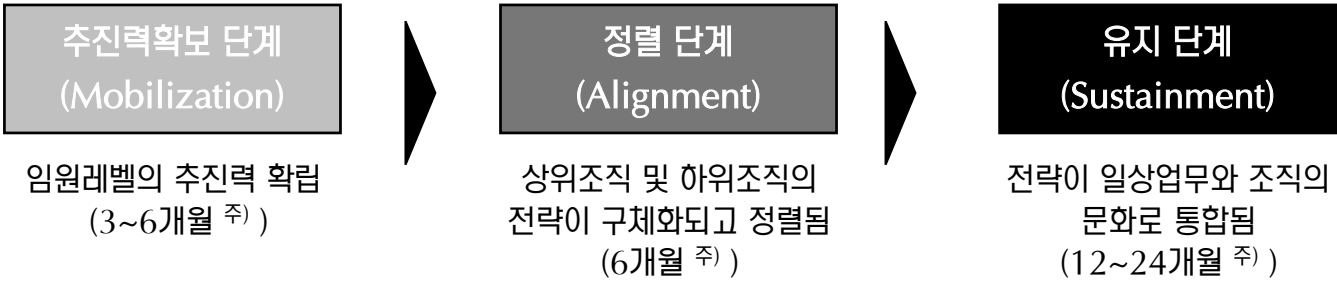 추진력확보 단계
(Mobilization)
임원레벨의 추진력 확립
(3~6개월 주) )
정렬 단계
(Alignment)
상위조직 및 하위조직의
전략이 구체화되고 정렬됨
(6개월 주) )
유지 단계
(Sustainment)
전략이 일상업무와 조직의
문화로 통합됨
(12~24개월 주) )